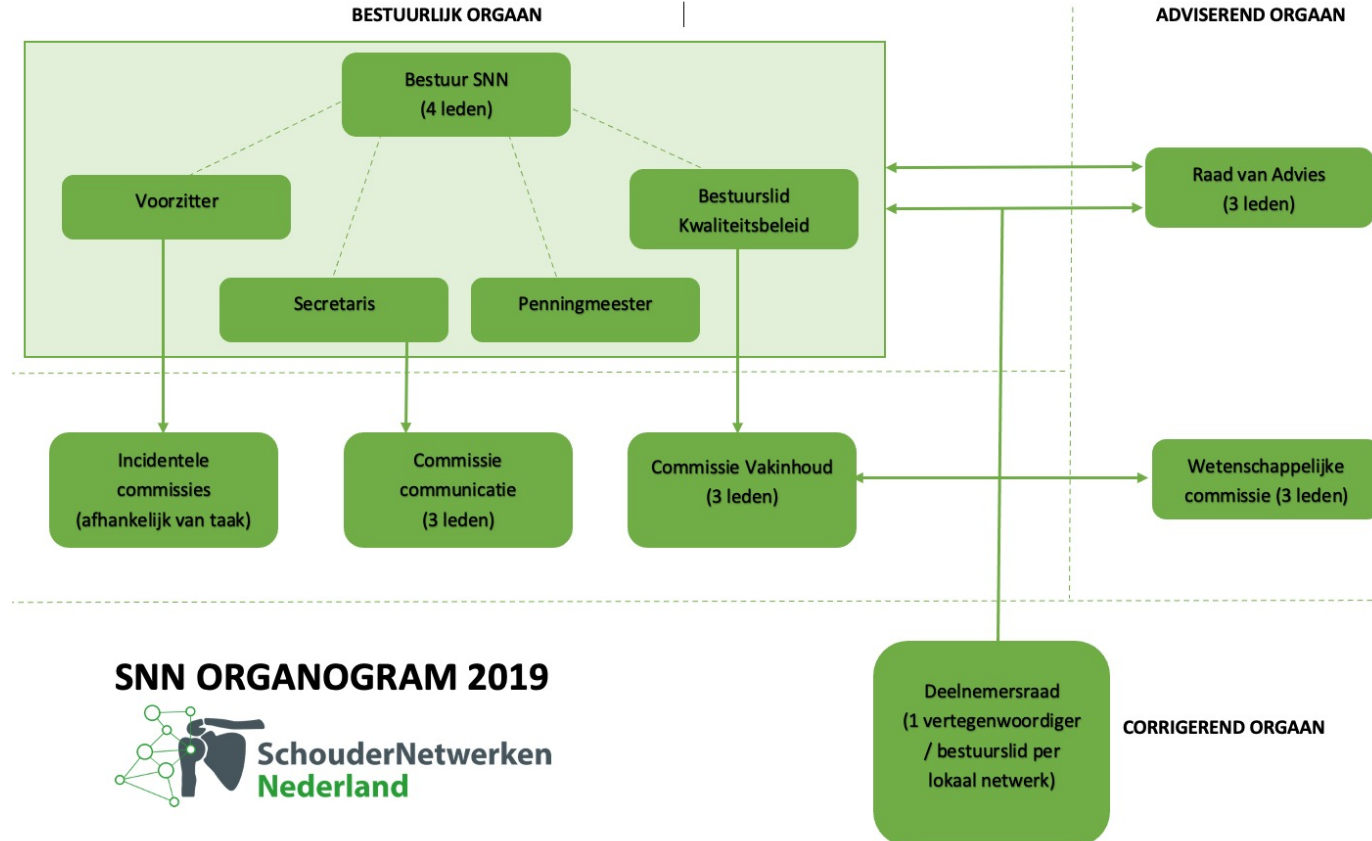 BESTUURLIJK ORGAAN
ADVISEREND ORGAAN
Bestuur SNN
(4 leden)
Voorzitter
Bestuurslid
Kwaliteitsbeleid
Raad van Advies
(3 leden)
Secretaris
Penningmeester
Incidentele
commissies
(afhankelijk van taak)
Commissie
communicatie
(3 leden)
Commissie Vakinhoud
(3 leden)
Wetenschappelijke
commissie (3 leden)
SNN ORGANOGRAM 2019
SchouderNetwerken
Nederland
Deelnemersraad
(1 vertegenwoordiger
/ bestuurslid per
lokaal netwerk)
CORRIGEREND ORGAAN